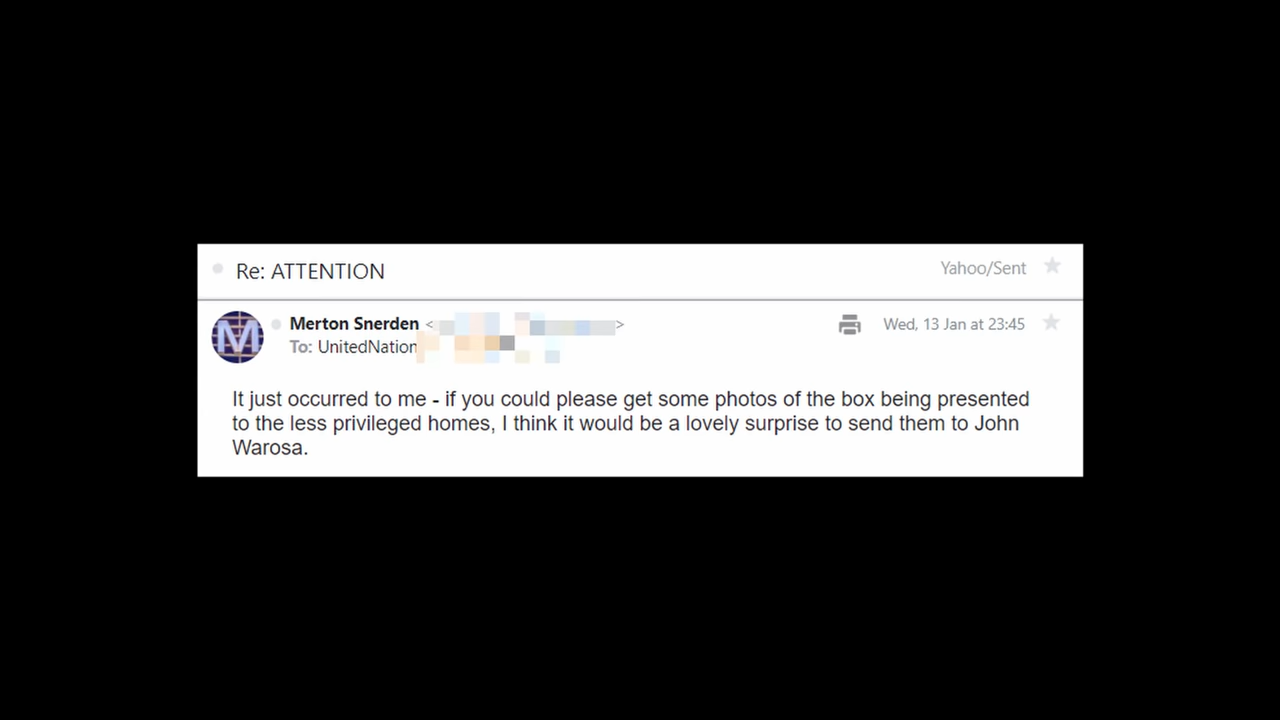 Re: ATTENTION
Yahoo/Sent
M
Merton Snerden <
>
Wed, 13 Jan at 23:45
To: UnitedNation
It just occurred to me - if you could please get some photos of the box being presented
to the less privileged homes, I think it would be a lovely surprise to send them to John
Warosa.